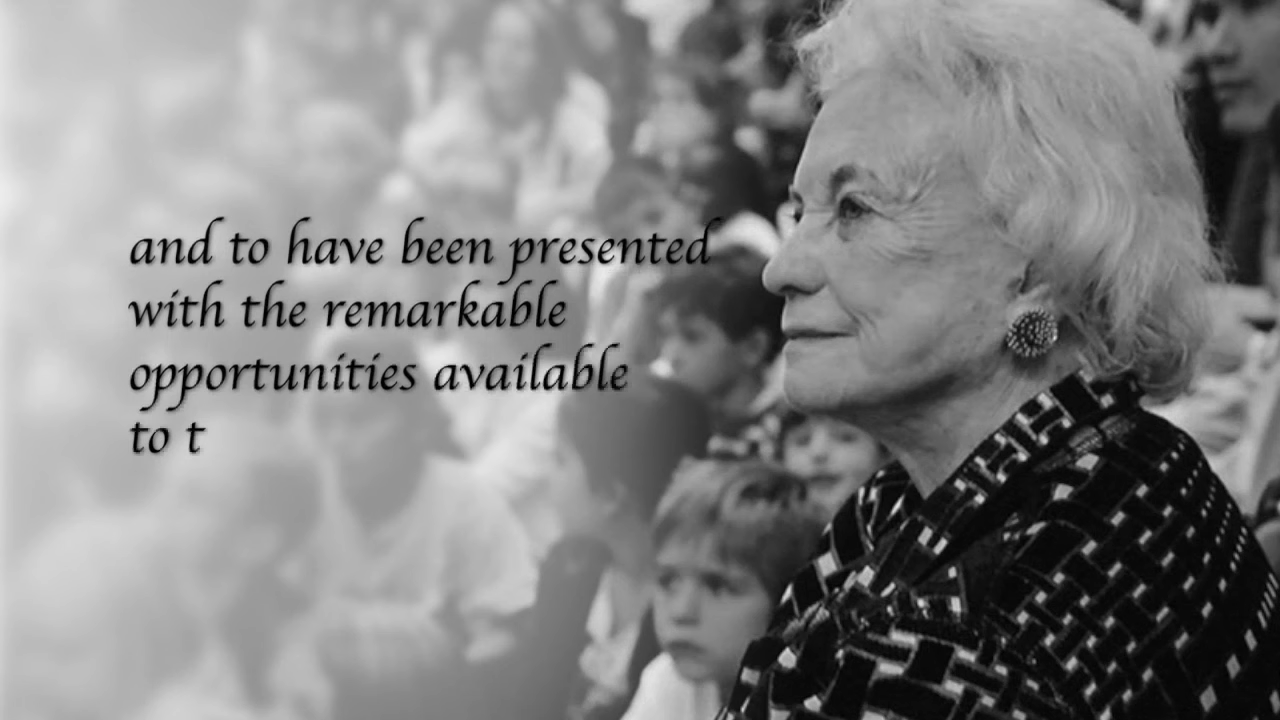 and to have been presented
with the remarkable
opportunities available
to t